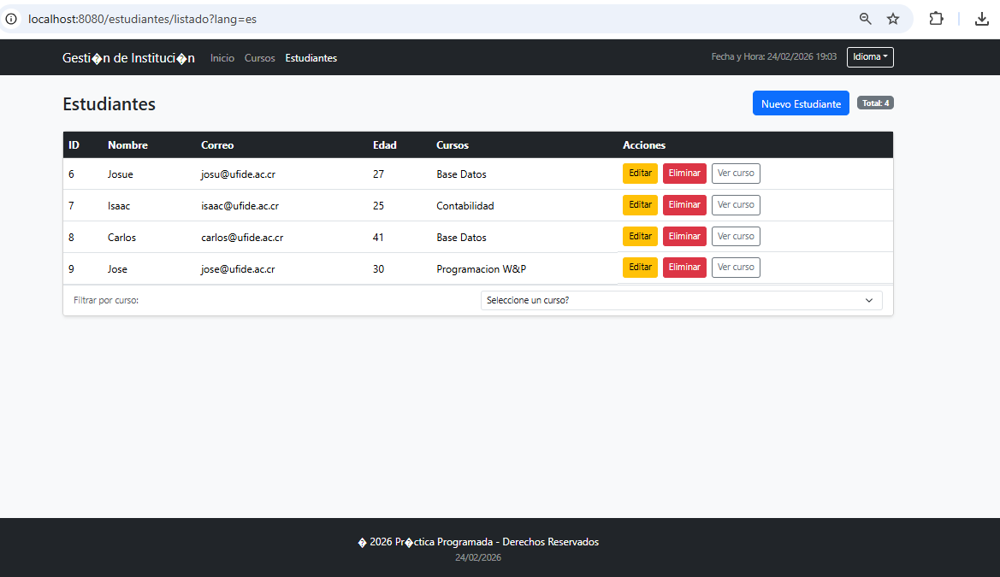 localhost:8080/estudiantes/listado?lang=es
Gesti�n de Instituci�n Inicio Cursos Estudiantes Fecha y Hora: 24/02/2026 19:03 Idioma
Estudiantes Nuevo Estudiante Total: 4
ID Nombre Correo Edad Cursos Acciones
6 Josue josu@ufide.ac.cr 27 Base Datos Editar Eliminar Ver curso
7 Isaac isaac@ufide.ac.cr 25 Contabilidad Editar Eliminar Ver curso
8 Carlos carlos@ufide.ac.cr 41 Base Datos Editar Eliminar Ver curso
9 Jose jose@ufide.ac.cr 30 Programacion W&P Editar Eliminar Ver curso
Filtrar por curso: Seleccione un curso?
� 2026 Pr�ctica Programada - Derechos Reservados
24/02/2026